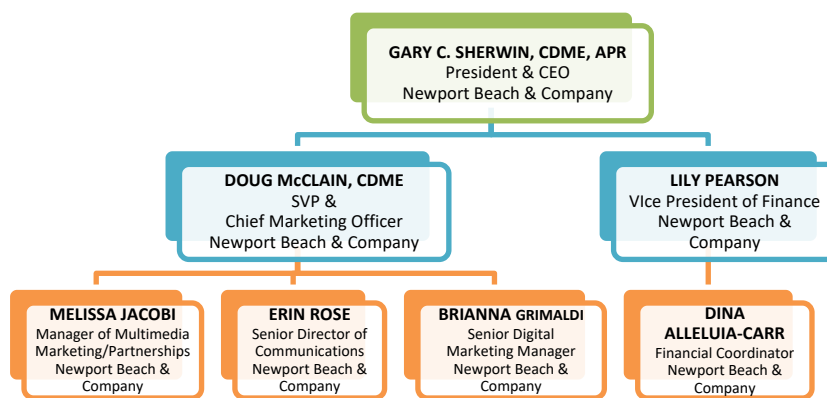 GARY C. SHERWIN, CDME, APR
President & CEO
Newport Beach & Company
DOUG McCLAIN, CDME
SVP &
Chief Marketing Officer
Newport Beach & Company
LILY PEARSON
VIce President of Finance
Newport Beach &
Company
MELISSA JACOBI
Manager of Multimedia
Marketing/Partnerships
Newport Beach &
Company
ERIN ROSE
Senior Director of
Communications
Newport Beach &
Company
BRIANNA GRIMALDI
Senior Digital
Marketing Manager
Newport Beach &
Company
DINA
ALLELUIA-CARR
Financial Coordinator
Newport Beach &
Company